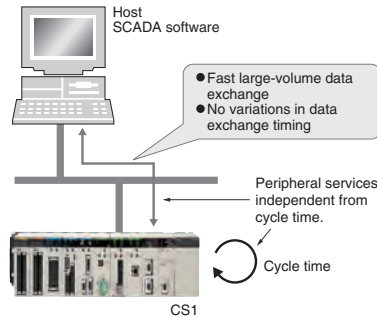 Host
SCADA software
●Fast large-volume data
exchange
●No variations in data
exchange timing
Peripheral services
independent from
cycle time.
Cycle time
CS1